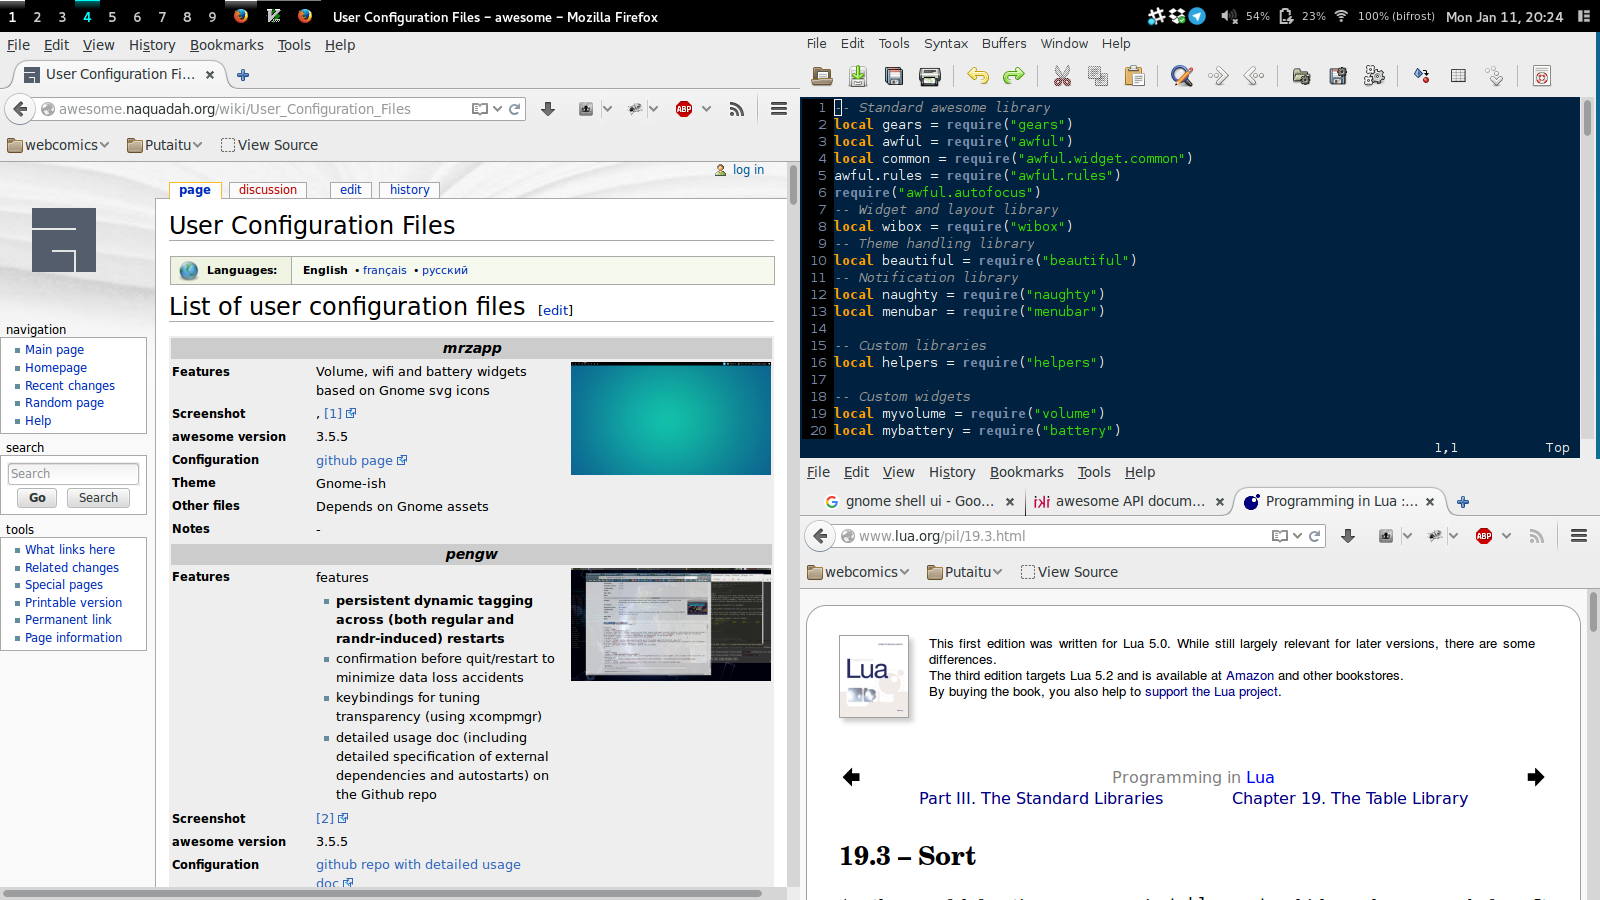 1 2 3 4 5 6 7 8 9 User Configuration Files – awesome – Mozilla Firefox 54% 23% 100% (bifrost) Mon Jan 11, 20:24
File Edit View History Bookmarks Tools Help
User Configuration Fi...
awesome.naquadah.org/wiki/User_Configuration_Files
ABP
webcomics Putaitu View Source
log in
page discussion edit history
User Configuration Files
Languages: English • français • русский
List of user configuration files [edit]
navigation
Main page
Homepage
Recent changes
Random page
Help
search
Search
Go Search
tools
What links here
Related changes
Special pages
Printable version
Permanent link
Page information
mrzapp
Features Volume, wifi and battery widgets
based on Gnome svg icons
Screenshot , [1]
awesome version 3.5.5
Configuration github page
Theme Gnome-ish
Other files Depends on Gnome assets
Notes -
pengw
Features features
persistent dynamic tagging
across (both regular and
randr-induced) restarts
confirmation before quit/restart to
minimize data loss accidents
keybindings for tuning
transparency (using xcompmgr)
detailed usage doc (including
detailed specification of external
dependencies and autostarts) on
the Github repo
Screenshot [2]
awesome version 3.5.5
Configuration github repo with detailed usage
doc
File Edit Tools Syntax Buffers Window Help
1 -- Standard awesome library
2 local gears = require("gears")
3 local awful = require("awful")
4 local common = require("awful.widget.common")
5 awful.rules = require("awful.rules")
6 require("awful.autofocus")
7 -- Widget and layout library
8 local wibox = require("wibox")
9 -- Theme handling library
10 local beautiful = require("beautiful")
11 -- Notification library
12 local naughty = require("naughty")
13 local menubar = require("menubar")
14
15 -- Custom libraries
16 local helpers = require("helpers")
17
18 -- Custom widgets
19 local myvolume = require("volume")
20 local mybattery = require("battery")
1,1 Top
File Edit View History Bookmarks Tools Help
gnome shell ui - Goo... awesome API docum... Programming in Lua :...
www.lua.org/pil/19.3.html
ABP
webcomics Putaitu View Source
Lua
This first edition was written for Lua 5.0. While still largely relevant for later versions, there are some
differences.
The third edition targets Lua 5.2 and is available at Amazon and other bookstores.
By buying the book, you also help to support the Lua project.
Programming in Lua
Part III. The Standard Libraries Chapter 19. The Table Library
19.3 – Sort